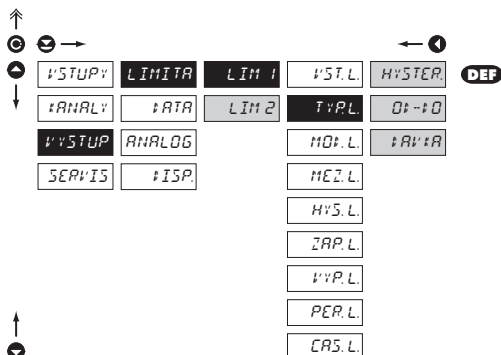 VSTUPY LIMITA LIM 1 VST.L. HYSTER. DEF
KANALY DATA LIM 2 TYP.L. OD-DO
VYSTUP ANALOG MOD.L. DAVKA
SERVIS DISP. MEZ.L.
HYS.L.
ZAP.L.
VYP.L.
PER.L.
CAS.L.